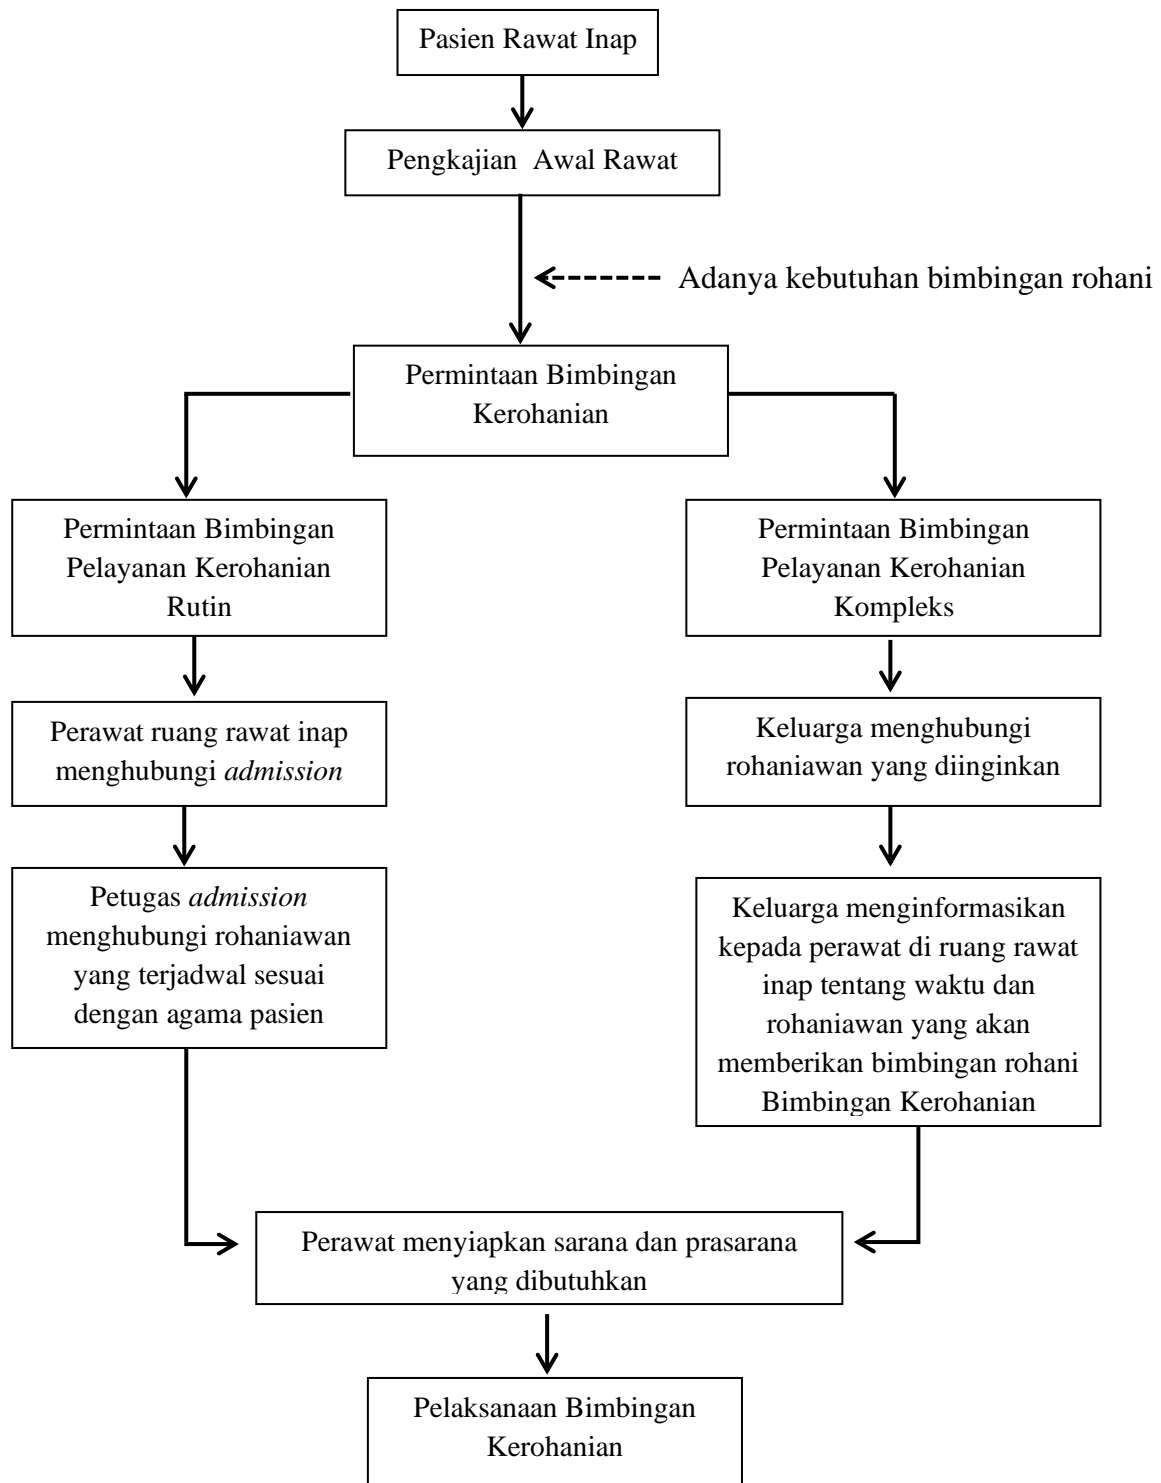 Pasien Rawat Inap
Pengkajian Awal Rawat
Adanya kebutuhan bimbingan rohani
Permintaan Bimbingan
Kerohanian
Permintaan Bimbingan
Pelayanan Kerohanian
Rutin
Permintaan Bimbingan
Pelayanan Kerohanian
Kompleks
Perawat ruang rawat inap
menghubungi admission
Keluarga menghubungi
rohaniawan yang diinginkan
Petugas admission
menghubungi rohaniawan
yang terjadwal sesuai
dengan agama pasien
Keluarga menginformasikan
kepada perawat di ruang rawat
inap tentang waktu dan
rohaniawan yang akan
memberikan bimbingan rohani
Bimbingan Kerohanian
Perawat menyiapkan sarana dan prasarana
yang dibutuhkan
Pelaksanaan Bimbingan
Kerohanian